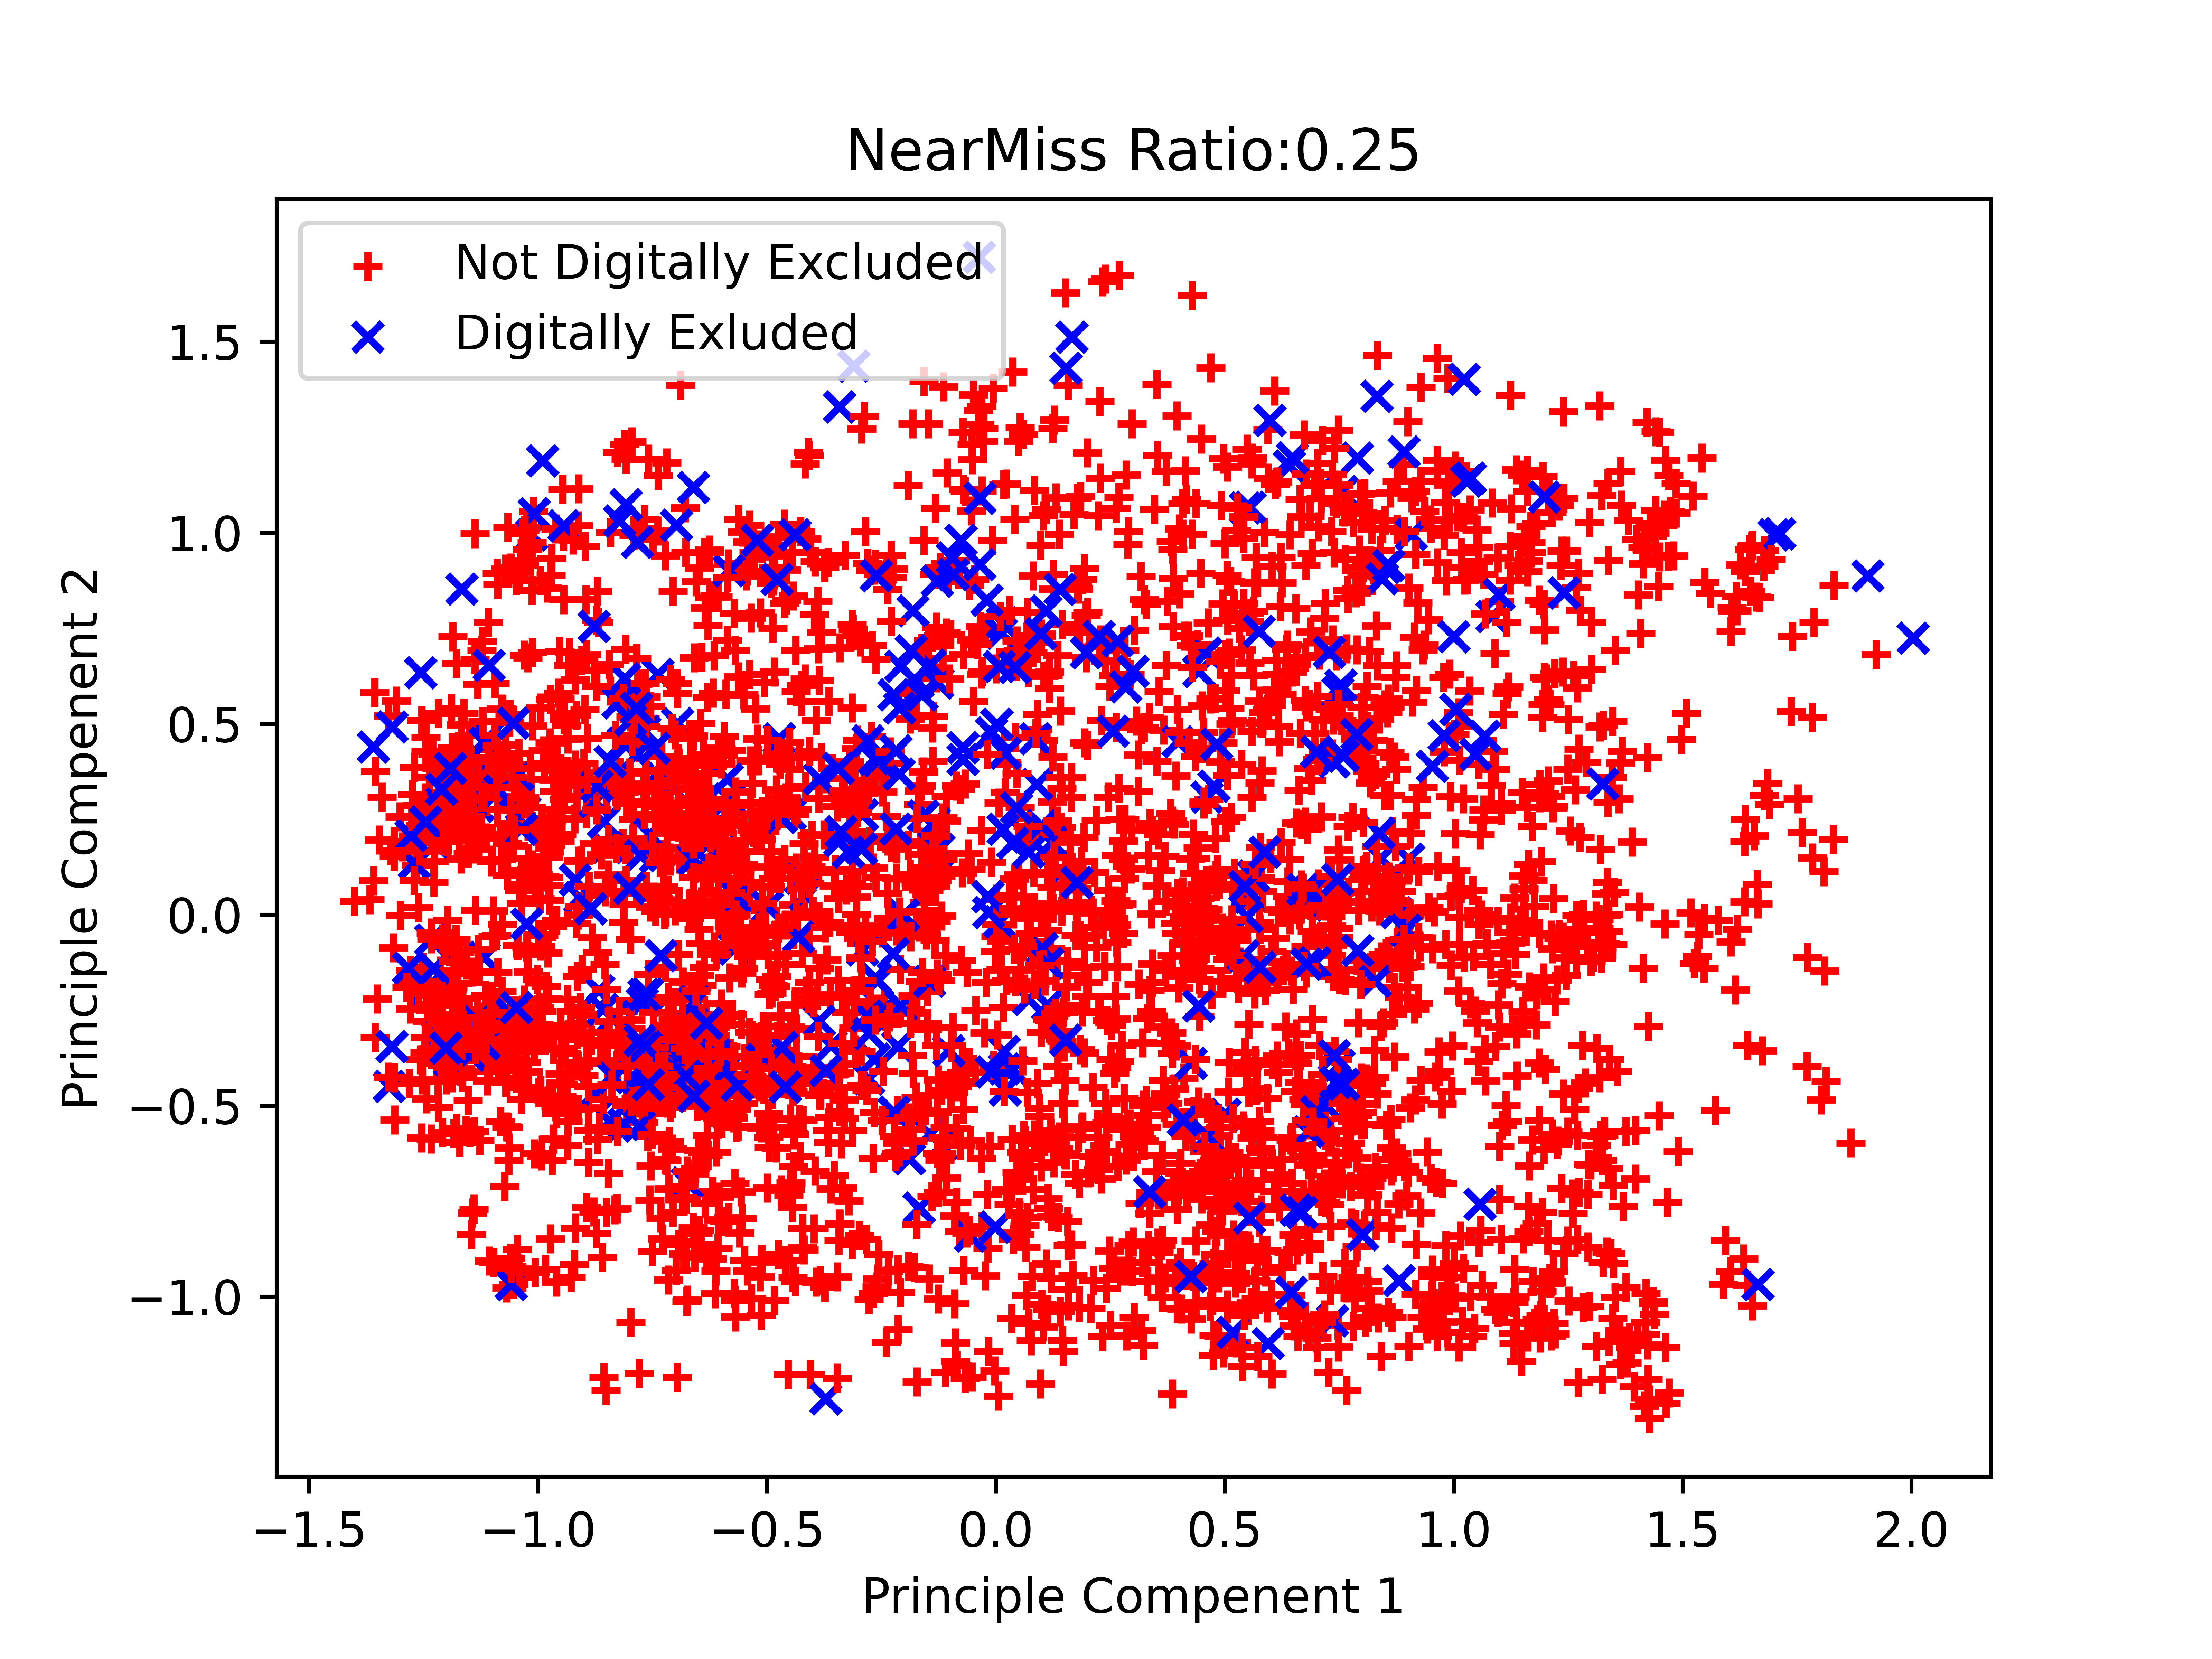 NearMiss Ratio:0.25
Not Digitally Excluded
Digitally Exluded
1.5
1.0
0.5
0.0
−0.5
−1.0
Principle Compenent 2
−1.5 −1.0 −0.5 0.0 0.5 1.0 1.5 2.0
Principle Compenent 1